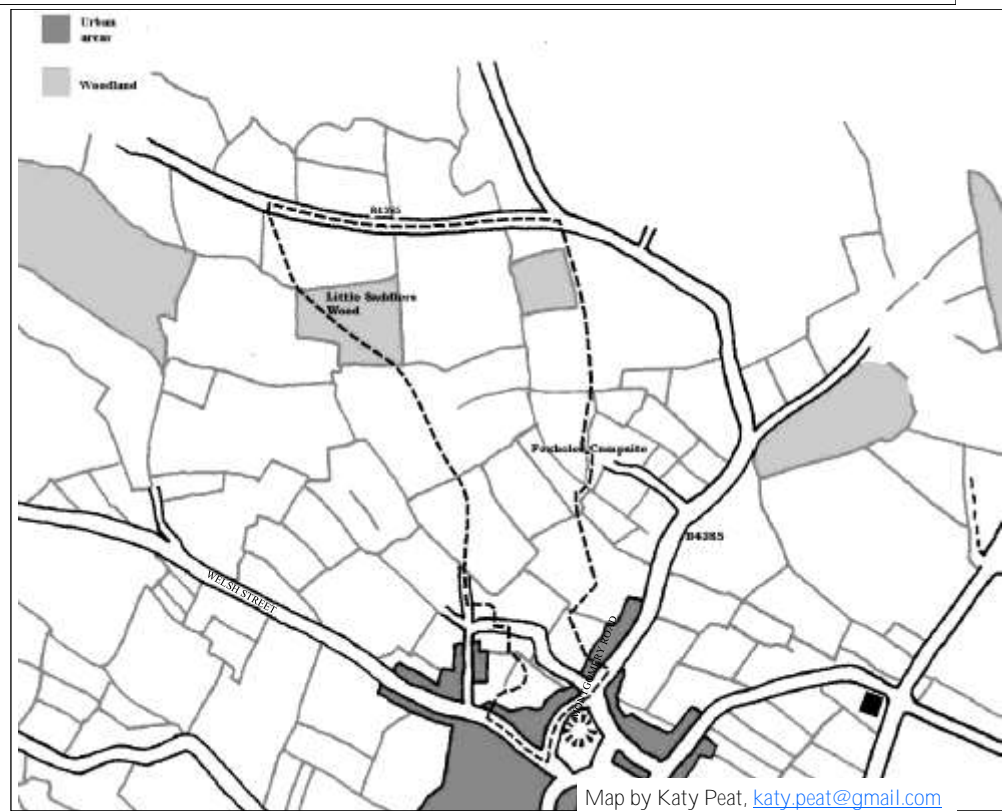 Urban
areas
Woodland
Little Saddlers
Wood
Foxholes Campsite
B4385
WELSH STREET
MONTGOMERY ROAD
Map by Katy Peat, katy.peat@gmail.com